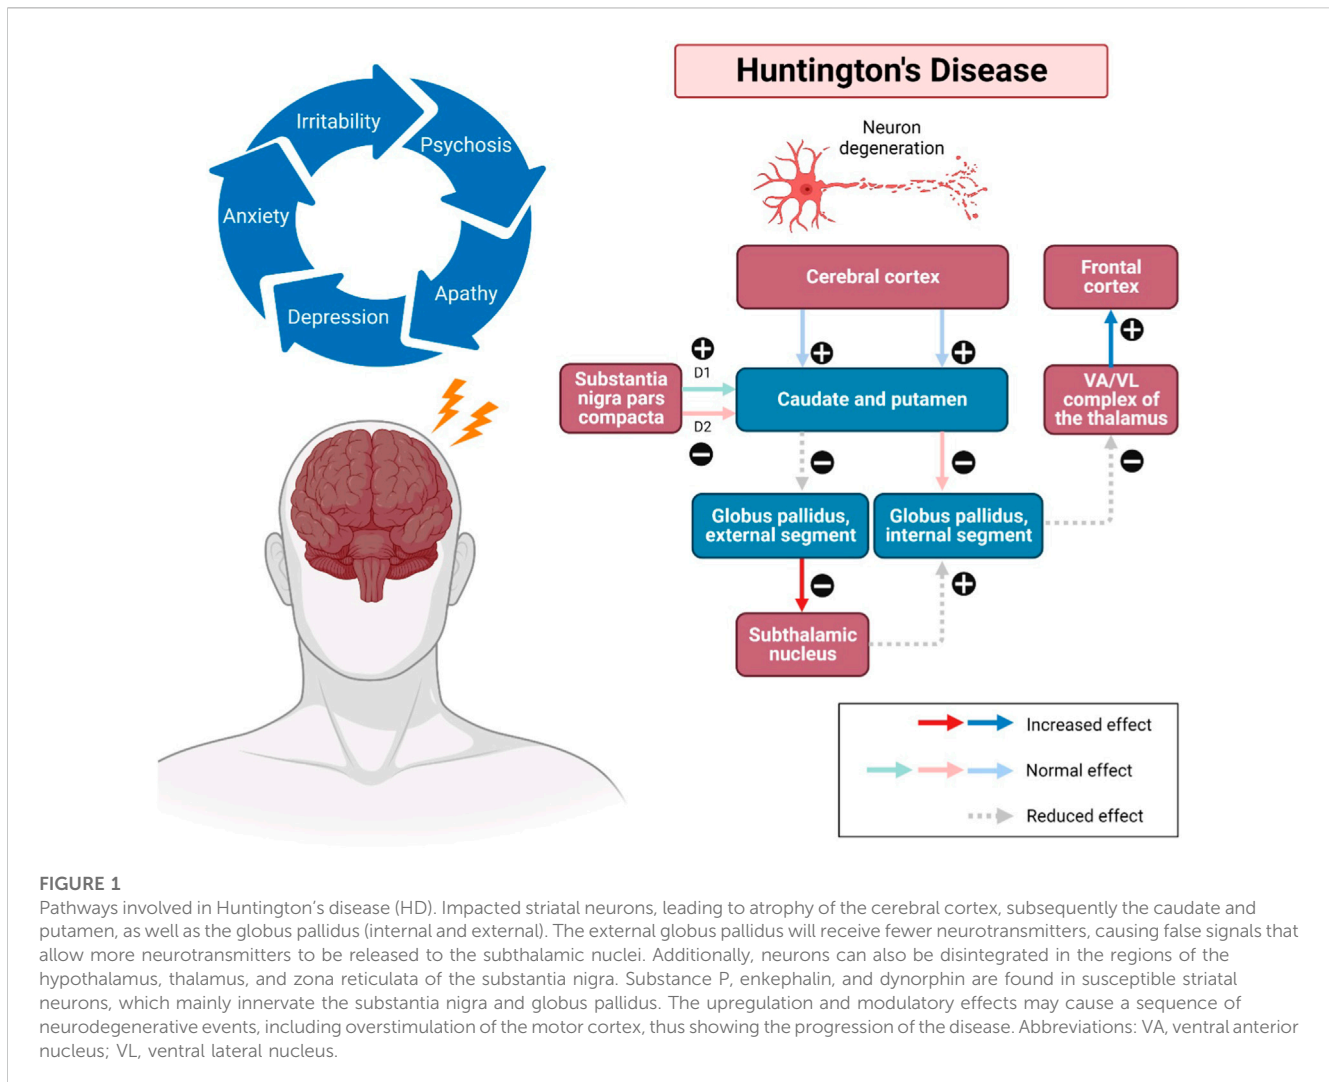 Huntington's Disease
Irritability
Psychosis
Anxiety
Apathy
Depression
Neuron
degeneration
Cerebral cortex
Frontal
cortex
Substantia
nigra pars
compacta
+
D1
D2
−
+
+
Caudate and putamen
VA/VL
complex of
the thalamus
+
−
−
−
Globus pallidus,
external segment
Globus pallidus,
internal segment
−
+
Subthalamic
nucleus
Increased effect
Normal effect
Reduced effect
FIGURE 1
Pathways involved in Huntington's disease (HD). Impacted striatal neurons, leading to atrophy of the cerebral cortex, subsequently the caudate and
putamen, as well as the globus pallidus (internal and external). The external globus pallidus will receive fewer neurotransmitters, causing false signals that
allow more neurotransmitters to be released to the subthalamic nuclei. Additionally, neurons can also be disintegrated in the regions of the
hypothalamus, thalamus, and zona reticulata of the substantia nigra. Substance P, enkephalin, and dynorphin are found in susceptible striatal
neurons, which mainly innervate the substantia nigra and globus pallidus. The upregulation and modulatory effects may cause a sequence of
neurodegenerative events, including overstimulation of the motor cortex, thus showing the progression of the disease. Abbreviations: VA, ventral anterior
nucleus; VL, ventral lateral nucleus.